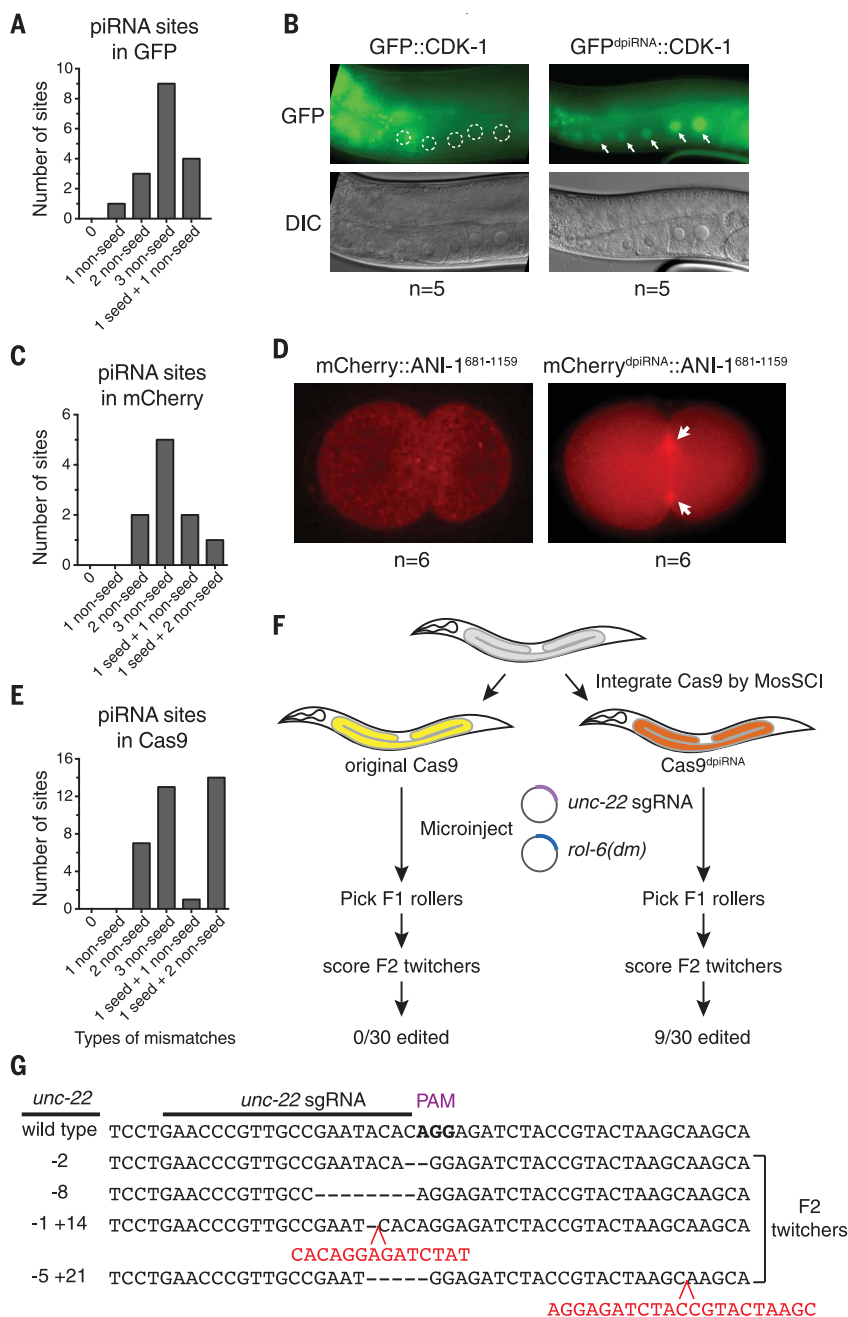 A
piRNA sites
in GFP
Number of sites
10
8
6
4
2
0
0
1 non-seed
2 non-seed
3 non-seed
1 seed + 1 non-seed
B
GFP::CDK-1
GFPdpiRNA::CDK-1
GFP
DIC
n=5
n=5
C
piRNA sites
in mCherry
Number of sites
6
4
2
0
0
1 non-seed
2 non-seed
3 non-seed
1 seed + 1 non-seed
1 seed + 2 non-seed
D
mCherry::ANI-1681-1159
mCherrydpiRNA::ANI-1681-1159
n=6
n=6
E
piRNA sites
in Cas9
Number of sites
16
12
8
4
0
0
1 non-seed
2 non-seed
3 non-seed
1 seed + 1 non-seed
1 seed + 2 non-seed
Types of mismatches
F
Integrate Cas9 by MosSCI
original Cas9
Cas9dpiRNA
Microinject
unc-22 sgRNA
rol-6(dm)
Pick F1 rollers
Pick F1 rollers
score F2 twitchers
score F2 twitchers
0/30 edited
9/30 edited
G
unc-22
unc-22 sgRNA
PAM
wild type TCCTGAACCCGTTGCCGAATACACAGGAGATCTACCGTACTAAGCAAGCA
-2 TCCTGAACCCGTTGCCGAATACA--GGAGATCTACCGTACTAAGCAAGCA
-8 TCCTGAACCCGTTGCC--------AGGAGATCTACCGTACTAAGCAAGCA
-1 +14 TCCTGAACCCGTTGCCGAAT-CACAGGAGATCTACCGTACTAAGCAAGCA
CACAGGAGATCTAT
-5 +21 TCCTGAACCCGTTGCCGAAT-----GGAGATCTACCGTACTAAGCAAGCA
AGGAGATCTACCGTACTAAGC
F2
twitchers